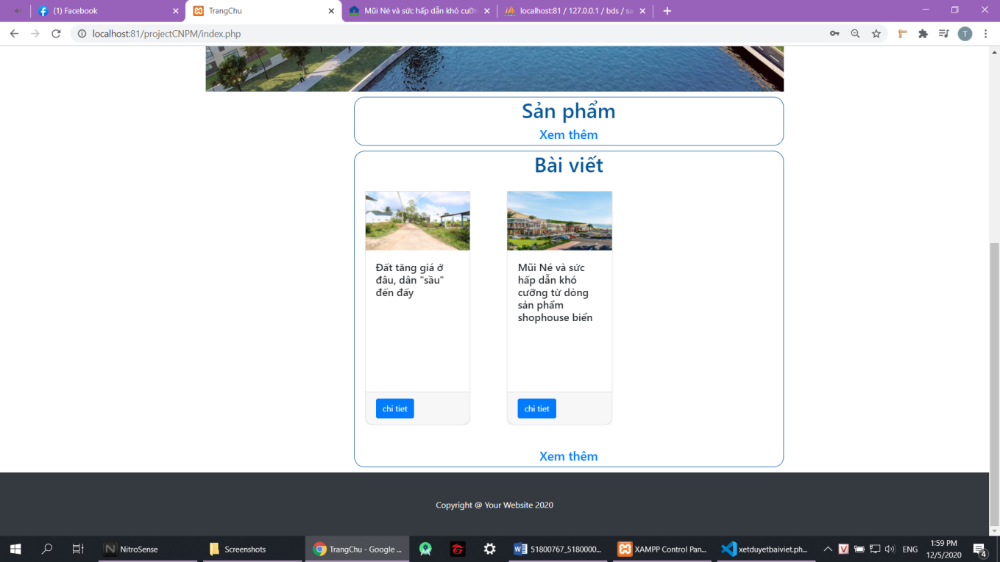 (1) Facebook
TrangChu
Mũi Né và sức hấp dẫn khó cưỡn
localhost:81 / 127.0.0.1 / bds / sa
localhost:81/projectCNPM/index.php
T
Sản phẩm
Xem thêm
Bài viết
Đất tăng giá ở
đâu, dân "sầu"
đến đấy
chi tiet
Mũi Né và sức
hấp dẫn khó
cưỡng từ dòng
sản phẩm
shophouse biển
chi tiet
Xem thêm
Copyright @ Your Website 2020
NitroSense
Screenshots
TrangChu - Google ...
51800767_5180000...
XAMPP Control Pan...
xetduyetbaiviet.ph...
V
ENG
1:59 PM
12/5/2020
4